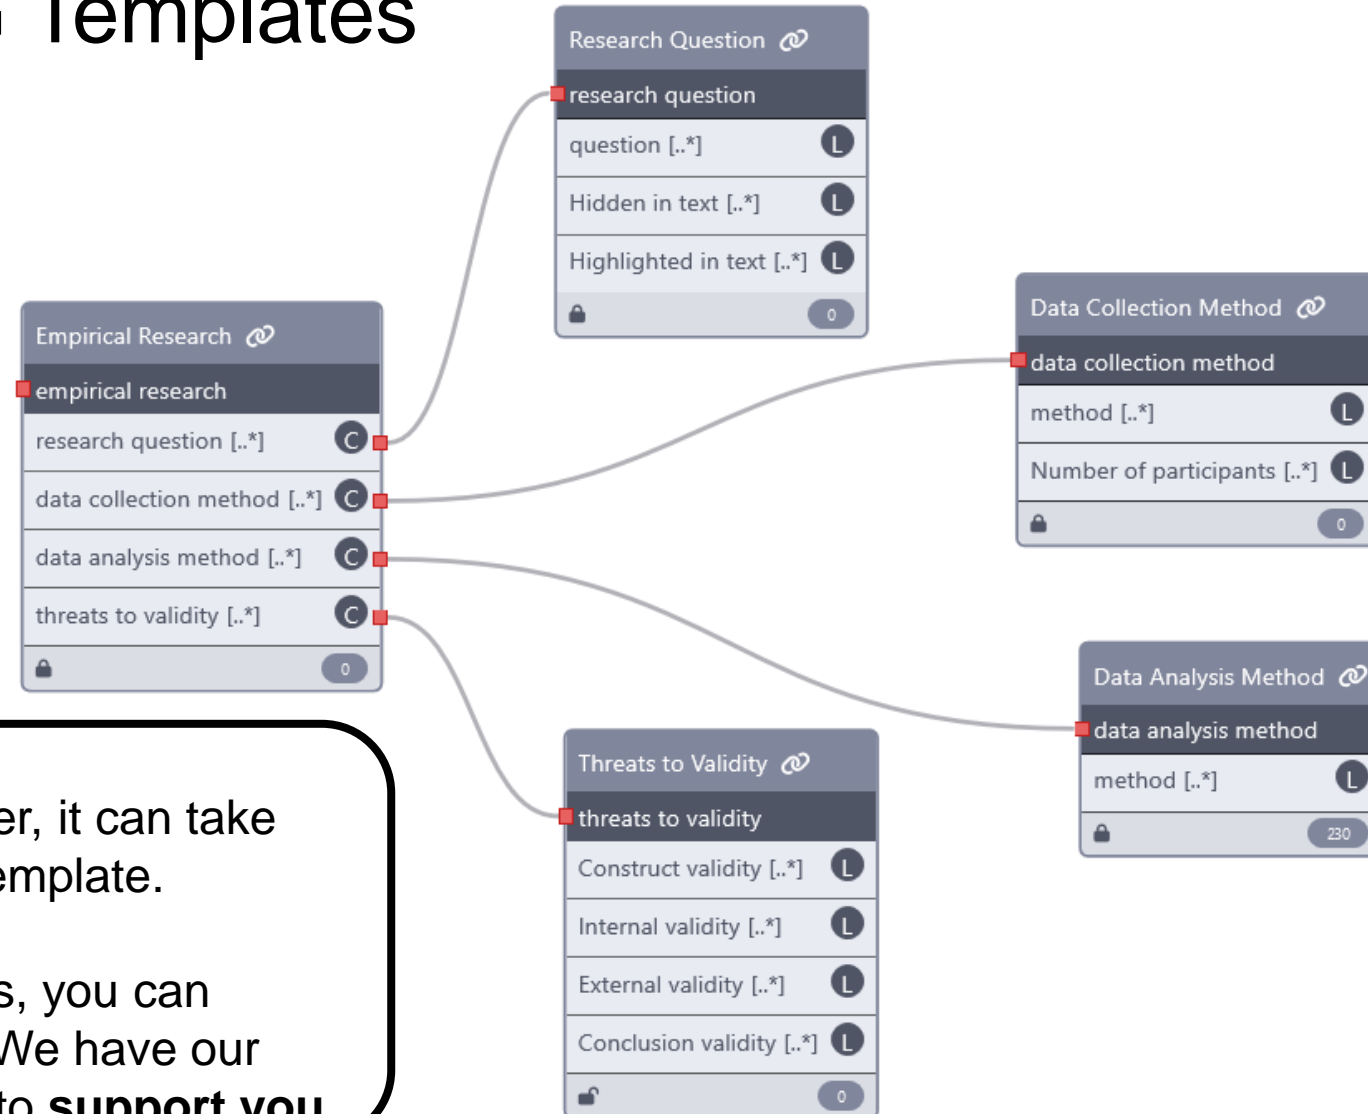 Templates
Research Question
research question
question [..*] L
Hidden in text [..*] L
Highlighted in text [..*] L
0
Empirical Research
empirical research
research question [..*] C
data collection method [..*] C
data analysis method [..*] C
threats to validity [..*] C
0
Data Collection Method
data collection method
method [..*] L
Number of participants [..*] L
0
Data Analysis Method
data analysis method
method [..*] L
230
Threats to Validity
threats to validity
Construct validity [..*] L
Internal validity [..*] L
External validity [..*] L
Conclusion validity [..*] L
0
er, it can take
emplate.
s, you can
We have our
to support you